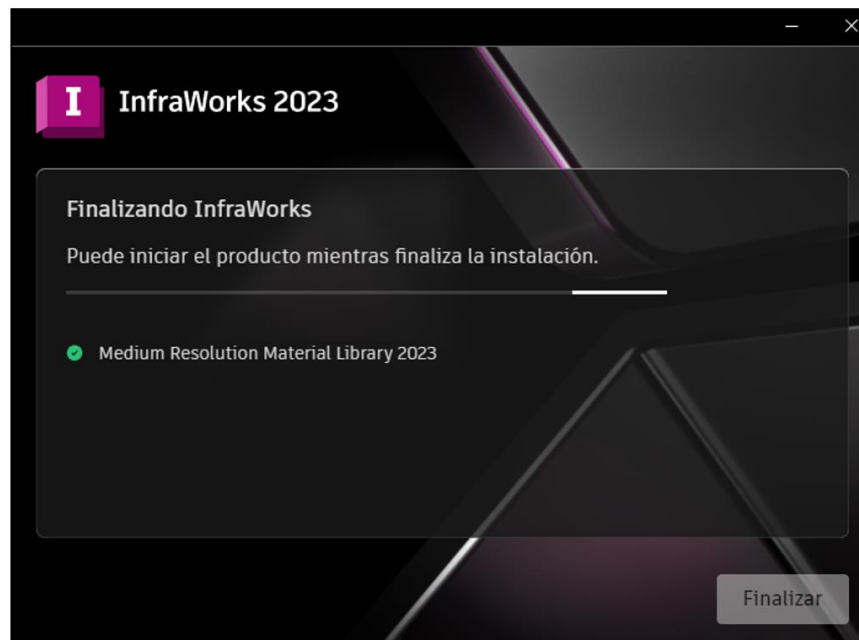 I
InfraWorks 2023
Finalizando InfraWorks
Puede iniciar el producto mientras finaliza la instalación.
Medium Resolution Material Library 2023
Finalizar